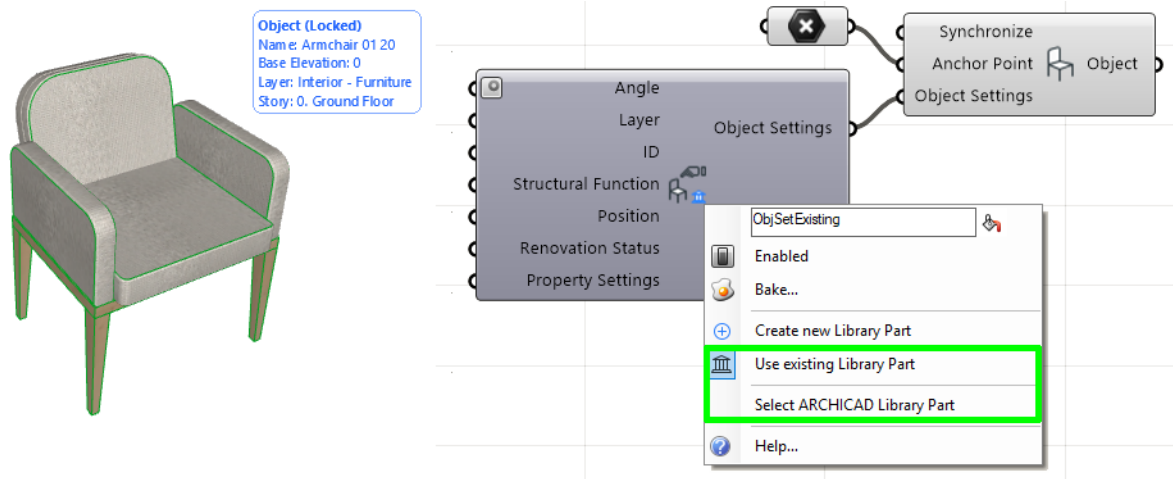 Object (Locked)
Name: Armchair 01 20
Base Elevation: 0
Layer: Interior - Furniture
Story: 0. Ground Floor
Synchronize
Anchor Point
Object
Object Settings
Angle
Layer
Object Settings
ID
Structural Function
Position
Renovation Status
Property Settings
ObjSetExisting
Enabled
Bake...
Create new Library Part
Use existing Library Part
Select ARCHICAD Library Part
Help...